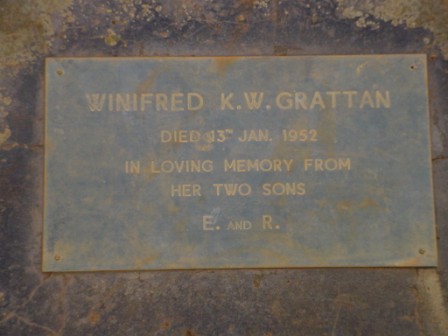 WINIFRED K.W. GRATTAN
DIED 13TH JAN. 1952
IN LOVING MEMORY FROM
HER TWO SONS
E. AND R.